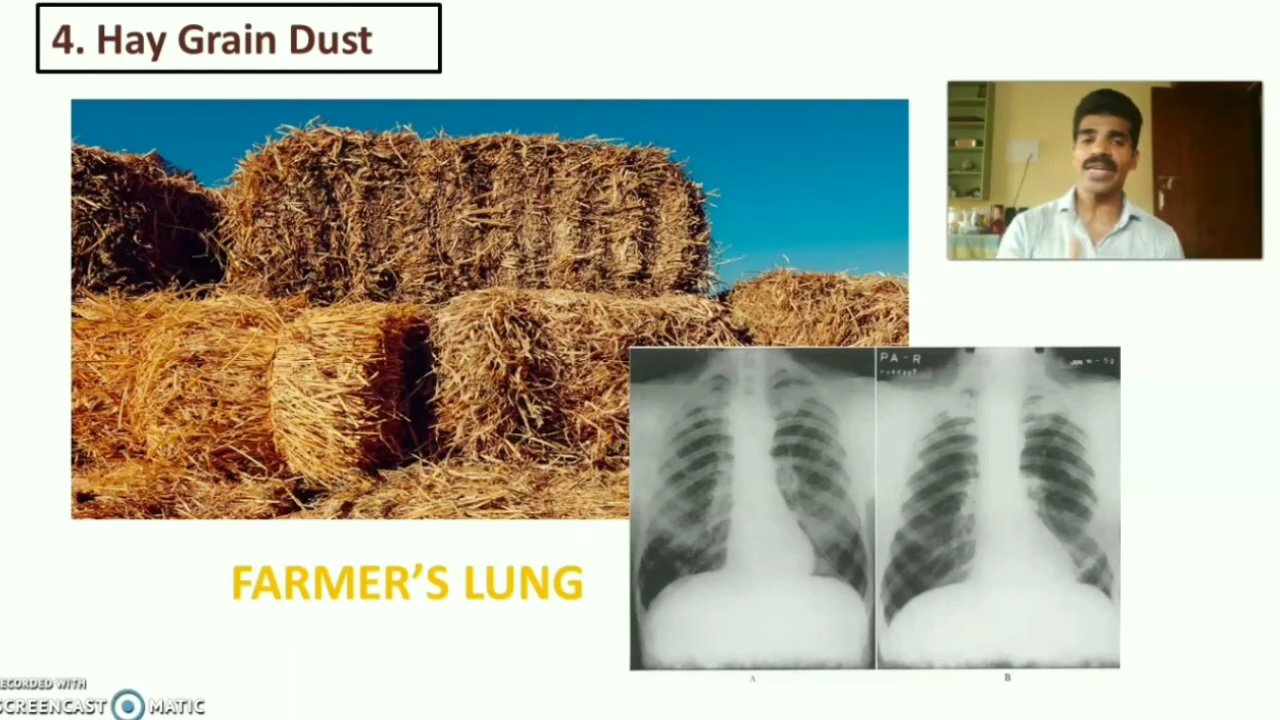 4. Hay Grain Dust
PA-R
FARMER'S LUNG
A
B
RECORDED WITH
SCREENCAST MATIC